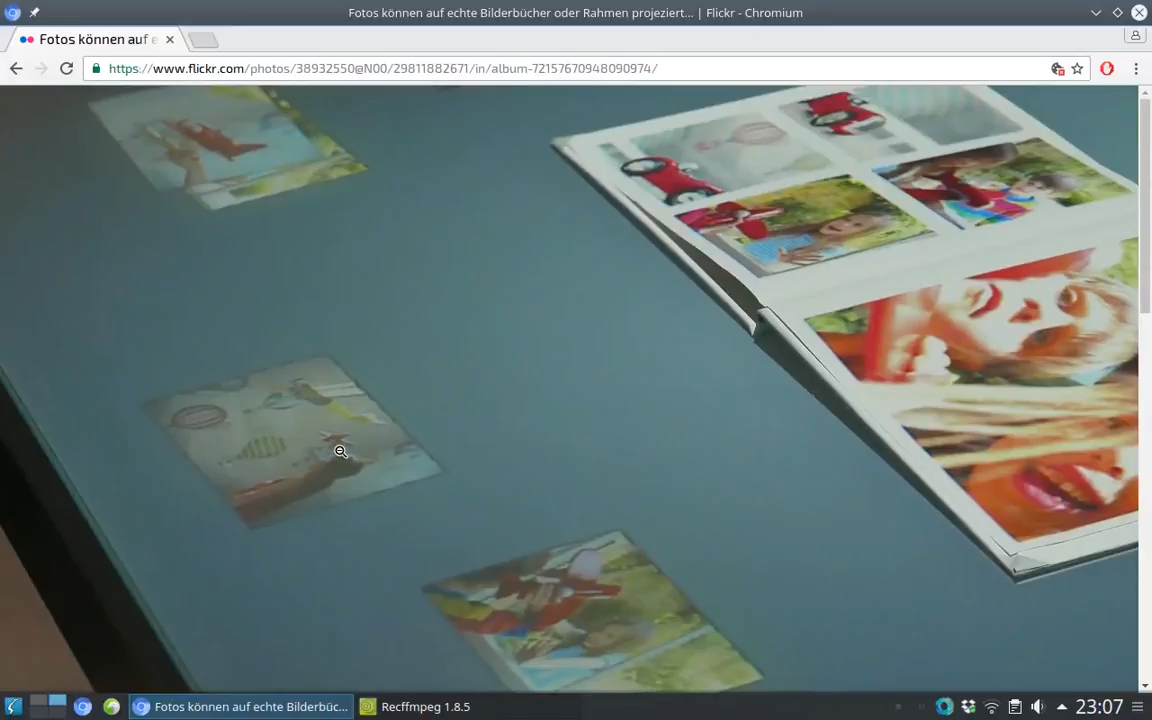 Fotos können auf echte Bilderbücher oder Rahmen projeziert... | Flickr - Chromium
Fotos können auf e
https://www.flickr.com/photos/38932550@N00/29811882671/in/album-72157670948090974/
Fotos können auf echte Bilderbüc...
Recffmpeg 1.8.5
23:07